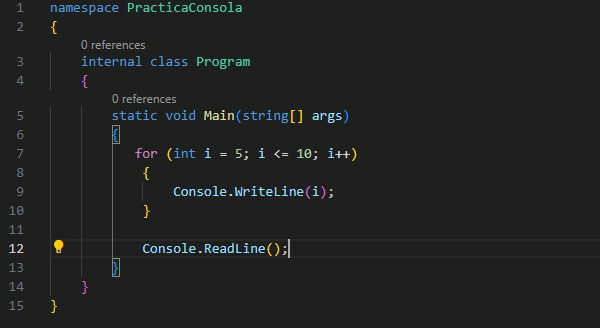 1 namespace PracticaConsola
2 {
0 references
3 internal class Program
4 {
0 references
5 static void Main(string[] args)
6 {
7 for (int i = 5; i <= 10; i++)
8 {
9 Console.WriteLine(i);
10 }
11
12 Console.ReadLine();
13 }
14 }
15 }